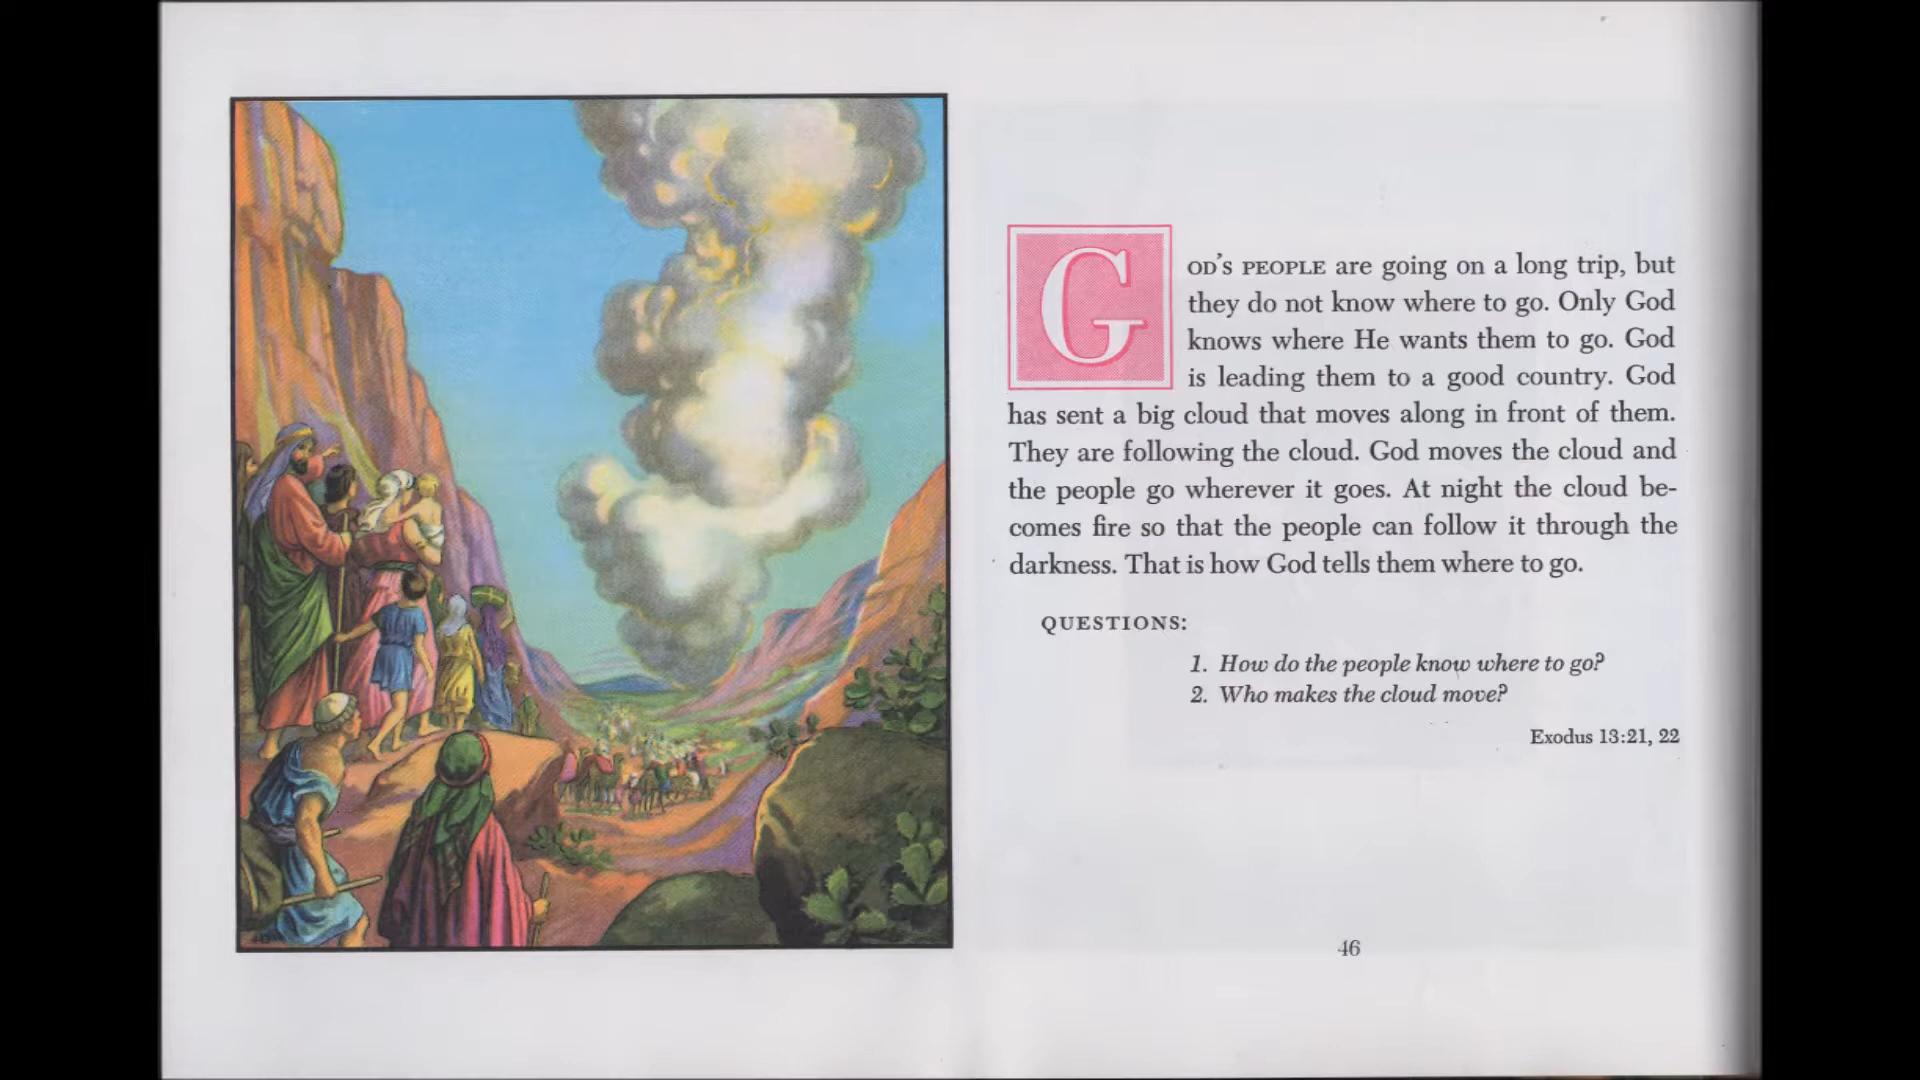 GOD'S PEOPLE are going on a long trip, but
they do not know where to go. Only God
knows where He wants them to go. God
is leading them to a good country. God
has sent a big cloud that moves along in front of them.
They are following the cloud. God moves the cloud and
the people go wherever it goes. At night the cloud be-
comes fire so that the people can follow it through the
darkness. That is how God tells them where to go.
QUESTIONS:
1. How do the people know where to go?
2. Who makes the cloud move?
Exodus 13:21, 22
46